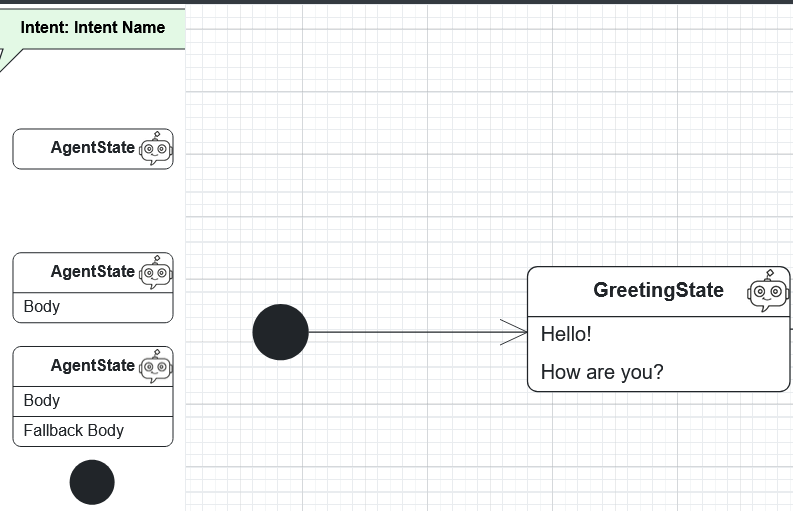 Intent: Intent Name
AgentState
AgentState
Body
AgentState
Body
Fallback Body
GreetingState
Hello!
How are you?